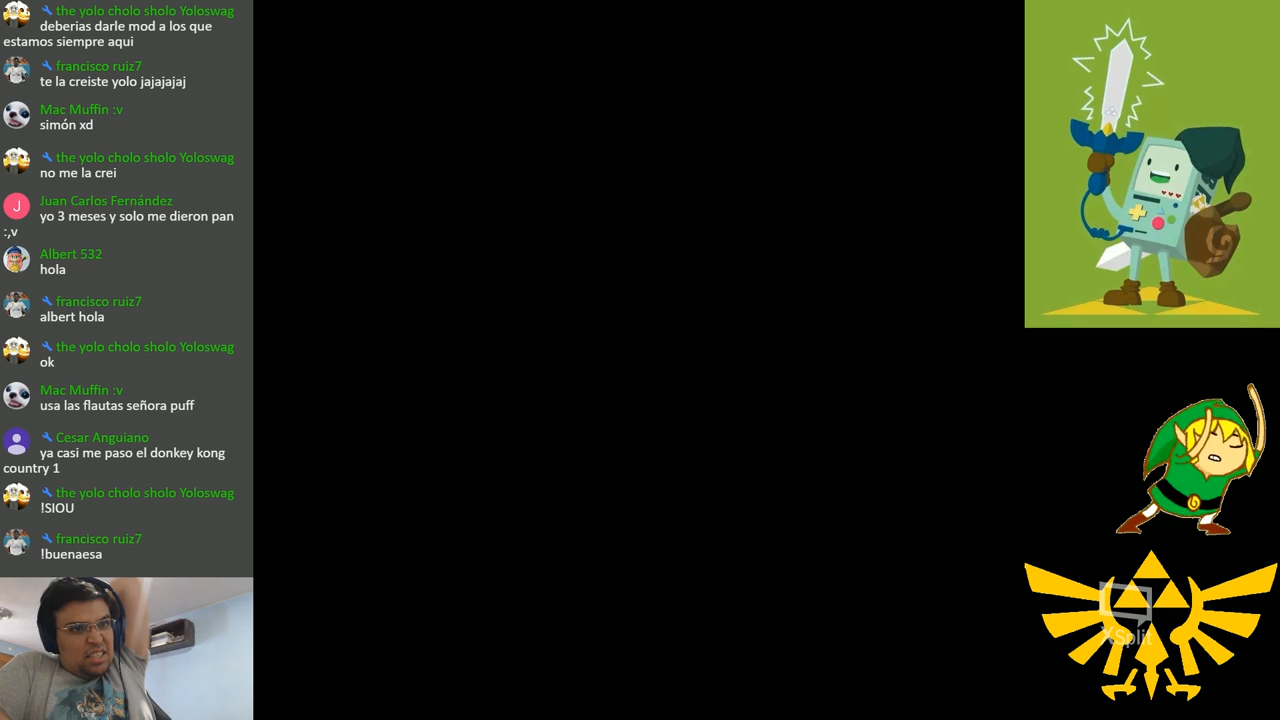 the yolo cholo sholo Yoloswag
deberias darle mod a los que
estamos siempre aqui
francisco ruiz7
te la creiste yolo jajajajaj
Mac Muffin :v
simón xd
the yolo cholo sholo Yoloswag
no me la crei
J
Juan Carlos Fernández
yo 3 meses y solo me dieron pan
:,v
Albert 532
hola
francisco ruiz7
albert hola
the yolo cholo sholo Yoloswag
ok
Mac Muffin :v
usa las flautas señora puff
Cesar Anguiano
ya casi me paso el donkey kong
country 1
the yolo cholo sholo Yoloswag
!SIOU
francisco ruiz7
!buenaesa
XSplit